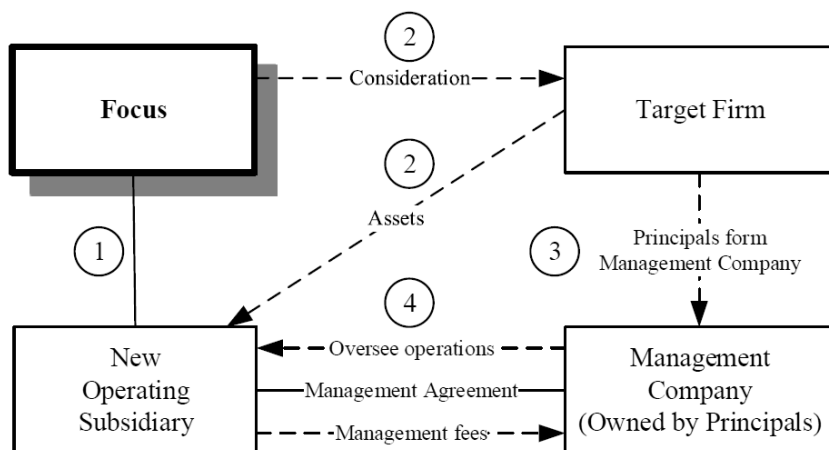 2
Consideration
Focus
Target Firm
2
Assets
1
3
Principals form
Management Company
4
Oversee operations
Management Agreement
Management fees
New
Operating
Subsidiary
Management
Company
(Owned by Principals)